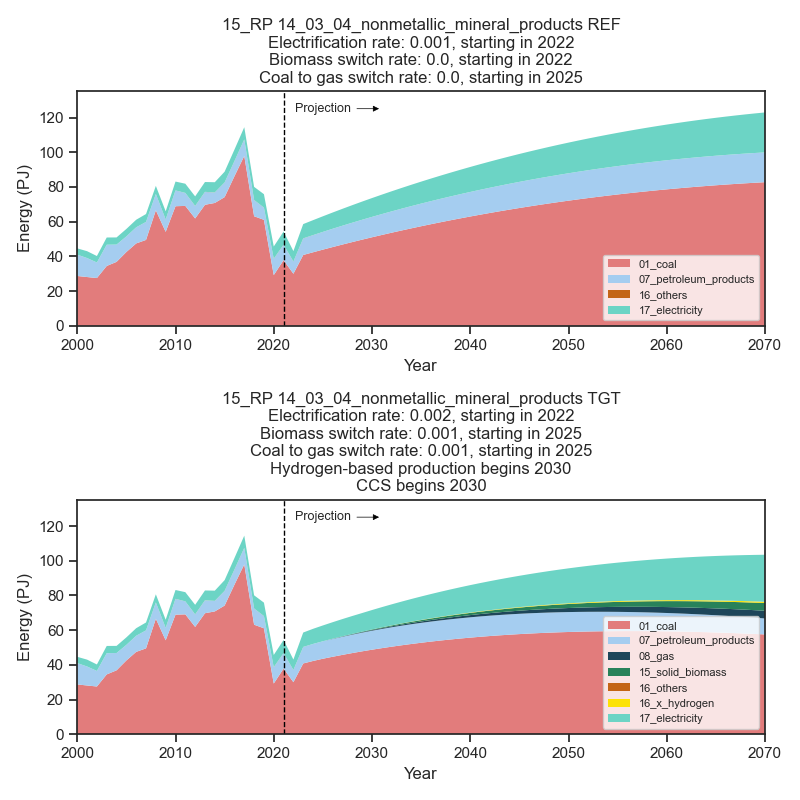 15_RP 14_03_04_nonmetallic_mineral_products REF
Electrification rate: 0.001, starting in 2022
Biomass switch rate: 0.0, starting in 2022
Coal to gas switch rate: 0.0, starting in 2025
Projection
120
100
80
60
40
20
0
Energy (PJ)
01_coal
07_petroleum_products
16_others
17_electricity
2000 2010 2020 2030 2040 2050 2060 2070
Year
15_RP 14_03_04_nonmetallic_mineral_products TGT
Electrification rate: 0.002, starting in 2022
Biomass switch rate: 0.001, starting in 2025
Coal to gas switch rate: 0.001, starting in 2025
Hydrogen-based production begins 2030
CCS begins 2030
Projection
120
100
80
60
40
20
0
Energy (PJ)
01_coal
07_petroleum_products
08_gas
15_solid_biomass
16_others
16_x_hydrogen
17_electricity
2000 2010 2020 2030 2040 2050 2060 2070
Year